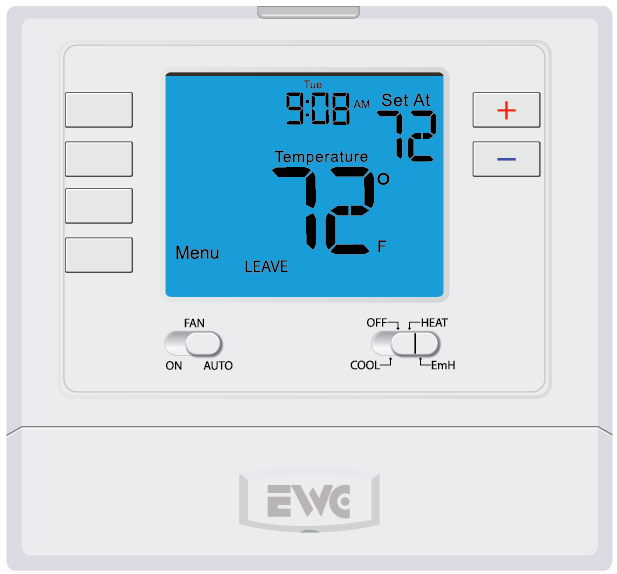 Tue
9:08 AM Set At
72
Temperature
72 °
F
Menu
LEAVE
+
−
FAN
ON AUTO
OFF HEAT
COOL EmH
EWC